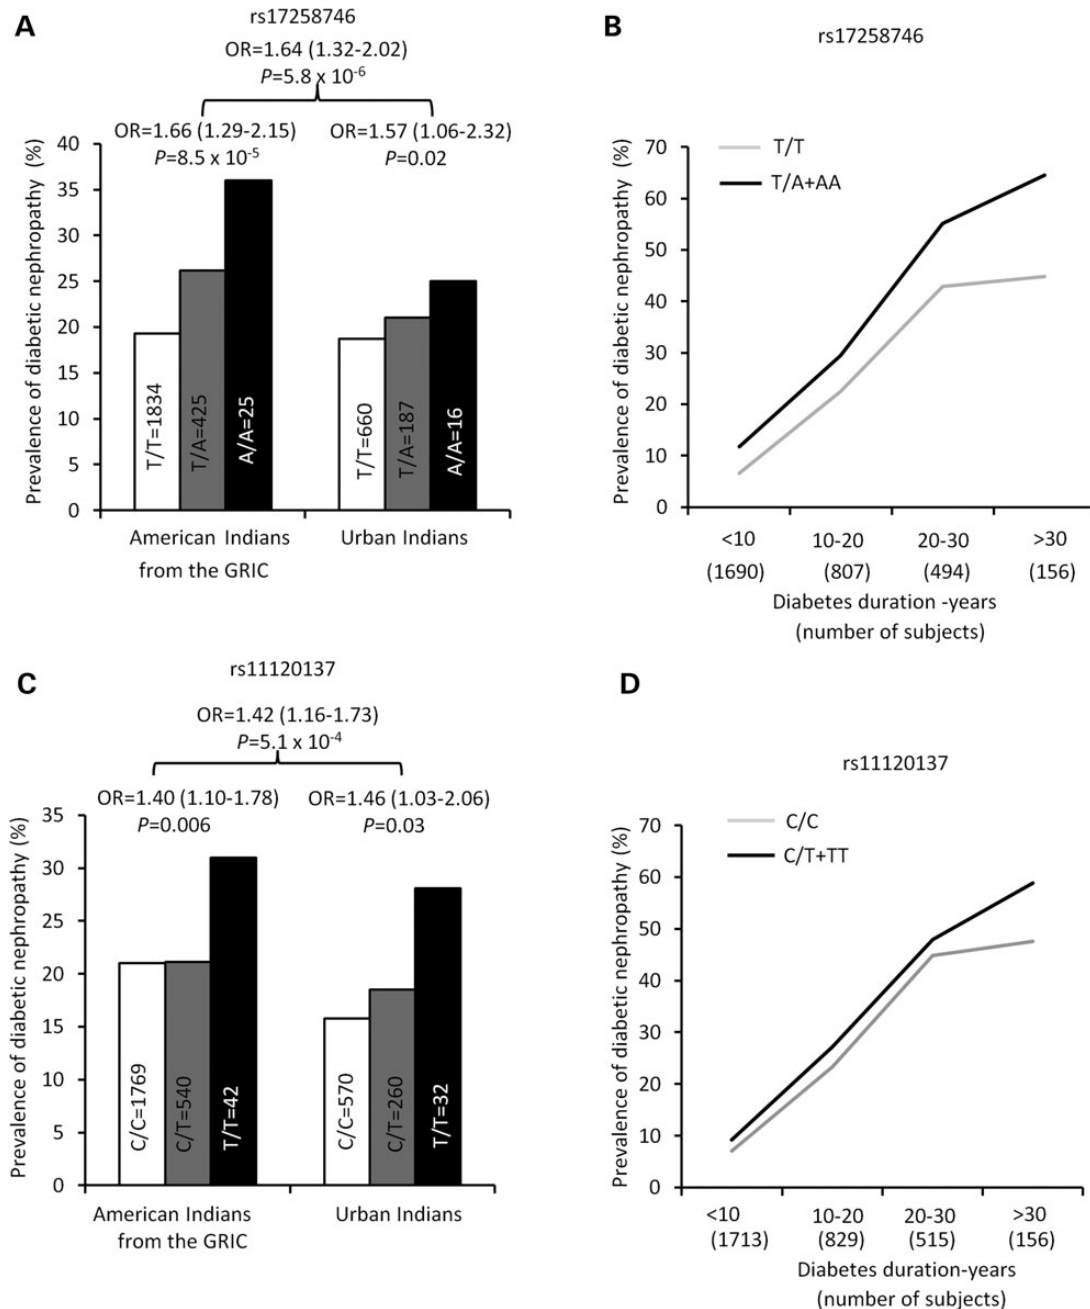 A
rs17258746
OR=1.64 (1.32-2.02)
P=5.8 x 10-6
OR=1.66 (1.29-2.15)
P=8.5 x 10-5
OR=1.57 (1.06-2.32)
P=0.02
Prevalence of diabetic nephropathy (%)
40
35
30
25
20
15
10
5
0
T/T=1834
T/A=425
A/A=25
T/T=660
T/A=187
A/A=16
American Indians
from the GRIC
Urban Indians
B
rs17258746
T/T
T/A+AA
Prevalence of diabetic nephropathy (%)
70
60
50
40
30
20
10
0
<10 10-20 20-30 >30
(1690) (807) (494) (156)
Diabetes duration -years
(number of subjects)
C
rs11120137
OR=1.42 (1.16-1.73)
P=5.1 x 10-4
OR=1.40 (1.10-1.78)
P=0.006
OR=1.46 (1.03-2.06)
P=0.03
Prevalence of diabetic nephropathy (%)
35
30
25
20
15
10
5
0
C/C=1769
C/T=540
T/T=42
C/C=570
C/T=260
T/T=32
American Indians
from the GRIC
Urban Indians
D
rs11120137
C/C
C/T+TT
Prevalence of diabetic nephropathy (%)
70
60
50
40
30
20
10
0
<10 10-20 20-30 >30
(1713) (829) (515) (156)
Diabetes duration-years
(number of subjects)